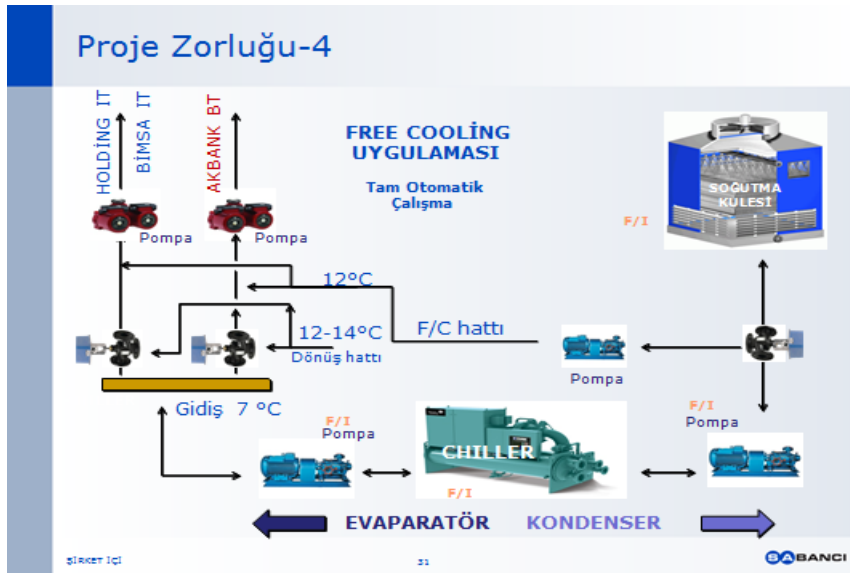 Proje Zorluğu-4
HOLDİNG IT
BİMSA IT
AKBANK BT
FREE COOLİNG
UYGULAMASI
Tam Otomatik
Çalışma
SOĞUTMA
KÜLESİ
F/I
Pompa
Pompa
12°C
12-14°C
Dönüş hattı
F/C hattı
Pompa
Gidiş 7 °C
F/I
Pompa
CHILLER
F/I
F/I
Pompa
EVAPARATÖR
KONDENSER
ŞİRKET İÇİ
31
SABANCI